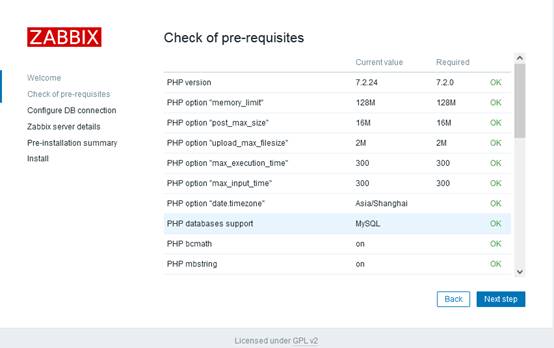 ZABBIX
Check of pre-requisites
Welcome
Check of pre-requisites
Configure DB connection
Zabbix server details
Pre-installation summary
Install
Current value Required
PHP version 7.2.24 7.2.0 OK
PHP option "memory_limit" 128M 128M OK
PHP option "post_max_size" 16M 16M OK
PHP option "upload_max_filesize" 2M 2M OK
PHP option "max_execution_time" 300 300 OK
PHP option "max_input_time" 300 300 OK
PHP option "date.timezone" Asia/Shanghai OK
PHP databases support MySQL OK
PHP bcmath on OK
PHP mbstring on OK
Back Next step
Licensed under GPL v2